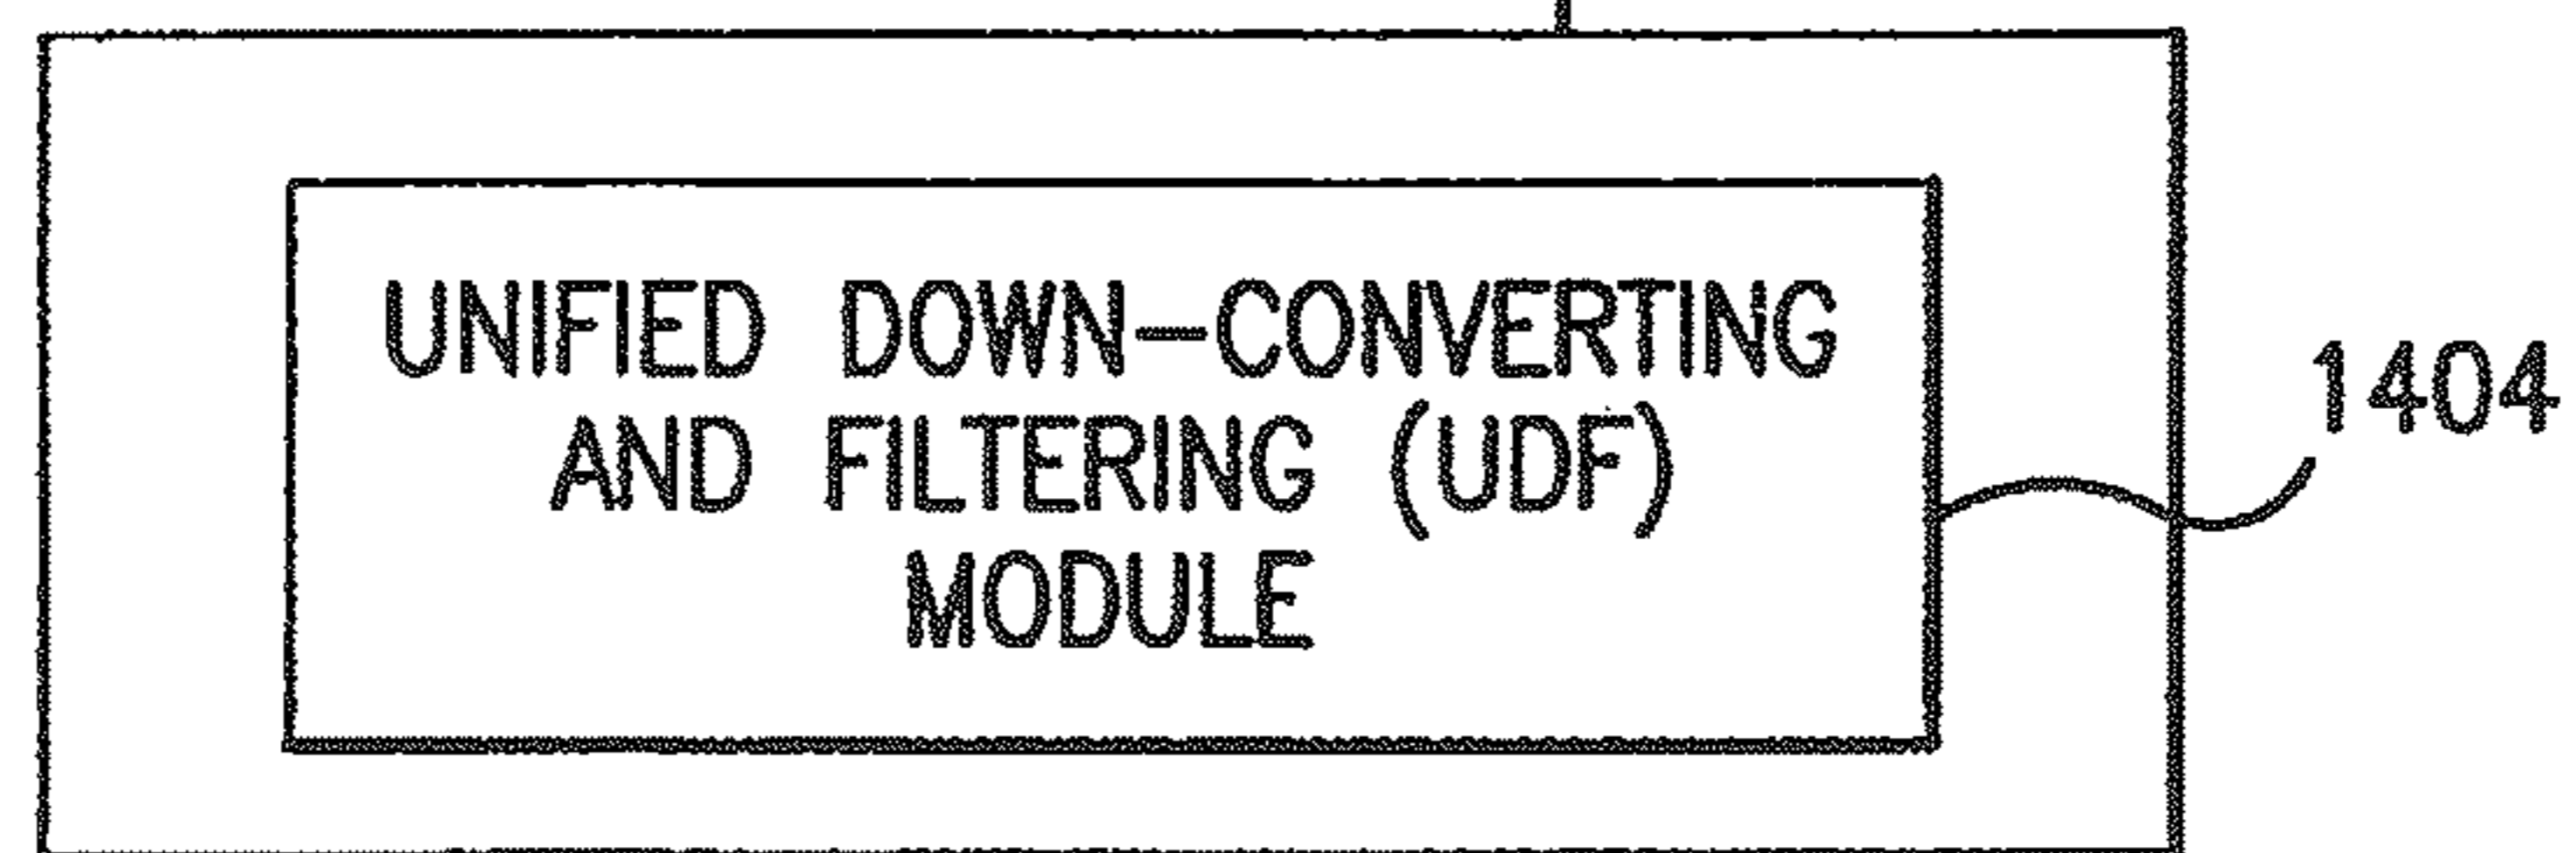 UNIFIED DOWN-CONVERTING
AND FILTERING (UDF)
MODULE
1404